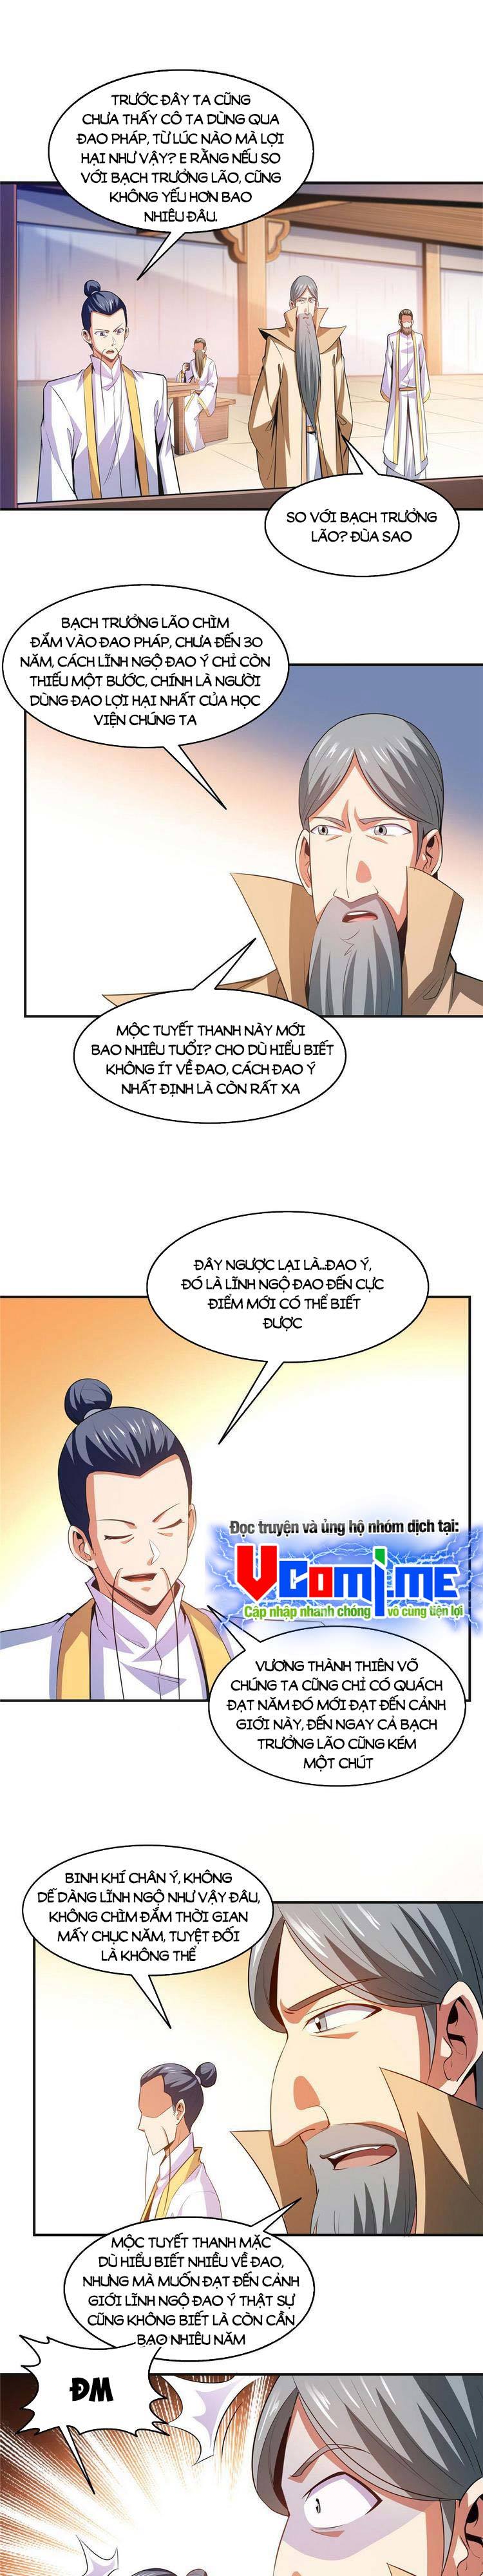 TRƯỚC ĐÂY TA CŨNG
CHƯA THẤY CÔ TA DÙNG QUA
ĐAO PHÁP, TỪ LÚC NÀO MÀ LỢI
HẠI NHƯ VẬY? E RẰNG NẾU SO
VỚI BẠCH TRƯỞNG LÃO, CŨNG
KHÔNG YẾU HƠN BAO
NHIÊU ĐÂU.
SO VỚI BẠCH TRƯỞNG
LÃO? ĐÙA SAO
BẠCH TRƯỞNG LÃO CHÌM
ĐẮM VÀO ĐAO PHÁP, CHƯA ĐẾN 30
NĂM, CÁCH LĨNH NGỘ ĐAO Ý CHỈ CÒN
THIẾU MỘT BƯỚC, CHÍNH LÀ NGƯỜI
DÙNG ĐAO LỢI HẠI NHẤT CỦA HỌC
VIỆN CHÚNG TA
MỘC TUYẾT THANH NÀY MỚI
BAO NHIÊU TUỔI? CHO DÙ HIỂU BIẾT
KHÔNG ÍT VỀ ĐAO, CÁCH ĐAO Ý
NHẤT ĐỊNH LÀ CÒN RẤT XA
ĐÂY NGƯỢC LẠI LÀ...ĐAO Ý,
ĐÓ LÀ LĨNH NGỘ ĐAO ĐẾN CỰC
ĐIỂM MỚI CÓ THỂ BIẾT
ĐƯỢC
Đọc truyện và ủng hộ nhóm dịch tại:
VComi.me
Cập nhập nhanh chóng vô cùng tiện lợi
VƯƠNG THÀNH THIÊN VÕ
CHÚNG TA CŨNG CHỈ CÓ QUÁCH
ĐẠT NĂM ĐÓ MỚI ĐẠT ĐẾN CẢNH
GIỚI NÀY, ĐẾN NGAY CẢ BẠCH
TRƯỞNG LÃO CŨNG KÉM
MỘT CHÚT
BINH KHÍ CHÂN Ý, KHÔNG
DỄ DÀNG LĨNH NGỘ NHƯ VẬY ĐÂU,
KHÔNG CHÌM ĐẮM THỜI GIAN
MẤY CHỤC NĂM, TUYỆT ĐỐI
LÀ KHÔNG THỂ
MỘC TUYẾT THANH MẶC
DÙ HIỂU BIẾT NHIỀU VỀ ĐAO,
NHƯNG MÀ MUỐN ĐẠT ĐẾN CẢNH
GIỚI LĨNH NGỘ ĐAO Ý THẬT SỰ
CŨNG KHÔNG BIẾT LÀ CÒN CẦN
BAO NHIÊU NĂM
ĐM